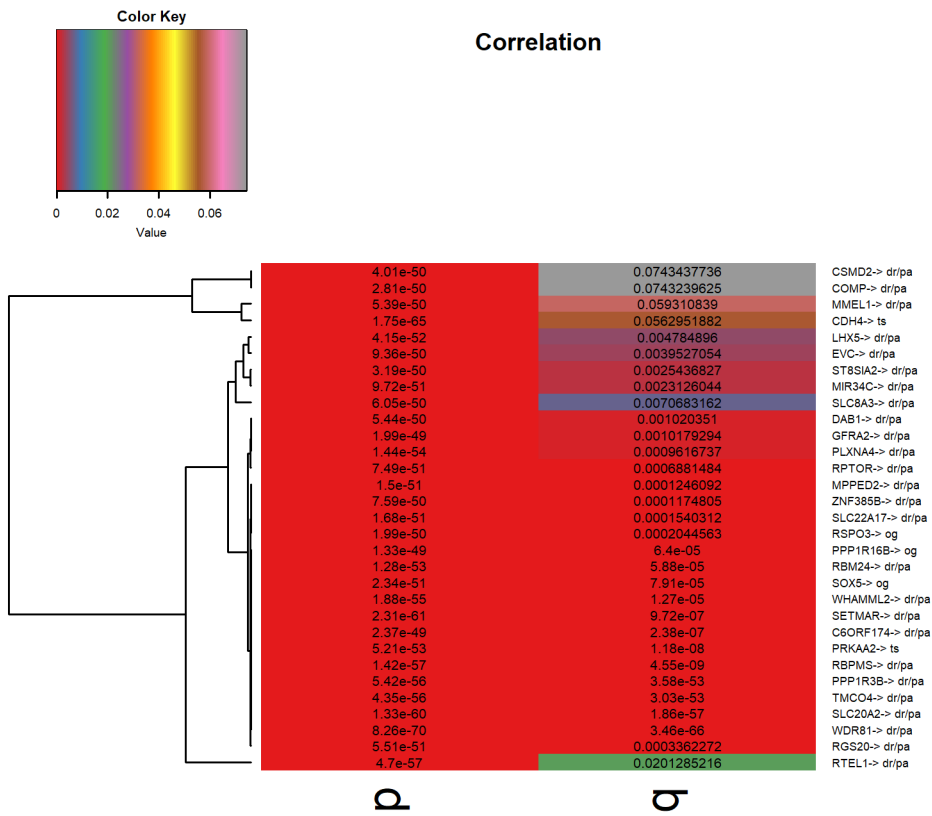 Color Key
Correlation
0 0.02 0.04 0.06
Value
4.01e-50 0.0743437736 CSMD2-> dr/pa
2.81e-50 0.0743239625 COMP-> dr/pa
5.39e-50 0.059310839 MMEL1-> dr/pa
1.75e-65 0.0562951882 CDH4-> ts
4.15e-52 0.004784896 LHX5-> dr/pa
9.36e-50 0.0039527054 EVC-> dr/pa
3.19e-50 0.0025436827 ST8SIA2-> dr/pa
9.72e-51 0.0023126044 MIR34C-> dr/pa
6.05e-50 0.0070683162 SLC8A3-> dr/pa
5.44e-50 0.001020351 DAB1-> dr/pa
1.99e-49 0.0010179294 GFRA2-> dr/pa
1.44e-54 0.0009616737 PLXNA4-> dr/pa
7.49e-51 0.0006881484 RPTOR-> dr/pa
1.5e-51 0.0001246092 MPPED2-> dr/pa
7.59e-50 0.0001174805 ZNF385B-> dr/pa
1.68e-51 0.0001540312 SLC22A17-> dr/pa
1.99e-50 0.0002044563 RSPO3-> og
1.33e-49 6.4e-05 PPP1R16B-> og
1.28e-53 5.88e-05 RBM24-> dr/pa
2.34e-51 7.91e-05 SOX5-> og
1.88e-55 1.27e-05 WHAMML2-> dr/pa
2.31e-61 9.72e-07 SETMAR-> dr/pa
2.37e-49 2.38e-07 C6ORF174-> dr/pa
5.21e-53 1.18e-08 PRKAA2-> ts
1.42e-57 4.55e-09 RBPMS-> dr/pa
5.42e-56 3.58e-53 PPP1R3B-> dr/pa
4.35e-56 3.03e-53 TMCO4-> dr/pa
1.33e-60 1.86e-57 SLC20A2-> dr/pa
8.26e-70 3.46e-66 WDR81-> dr/pa
5.51e-51 0.0003362272 RGS20-> dr/pa
4.7e-57 0.0201285216 RTEL1-> dr/pa
p q